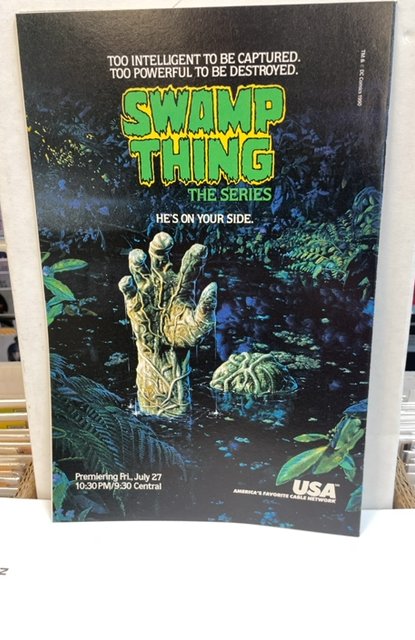 TOO INTELLIGENT TO BE CAPTURED.
TOO POWERFUL TO BE DESTROYED.
SWAMP
THING
THE SERIES
HE'S ON YOUR SIDE.
Premiering Fri., July 27
10:30 PM/9:30 Central
USA
AMERICA'S FAVORITE CABLE NETWORK
TM & © DC Comics 1990
N